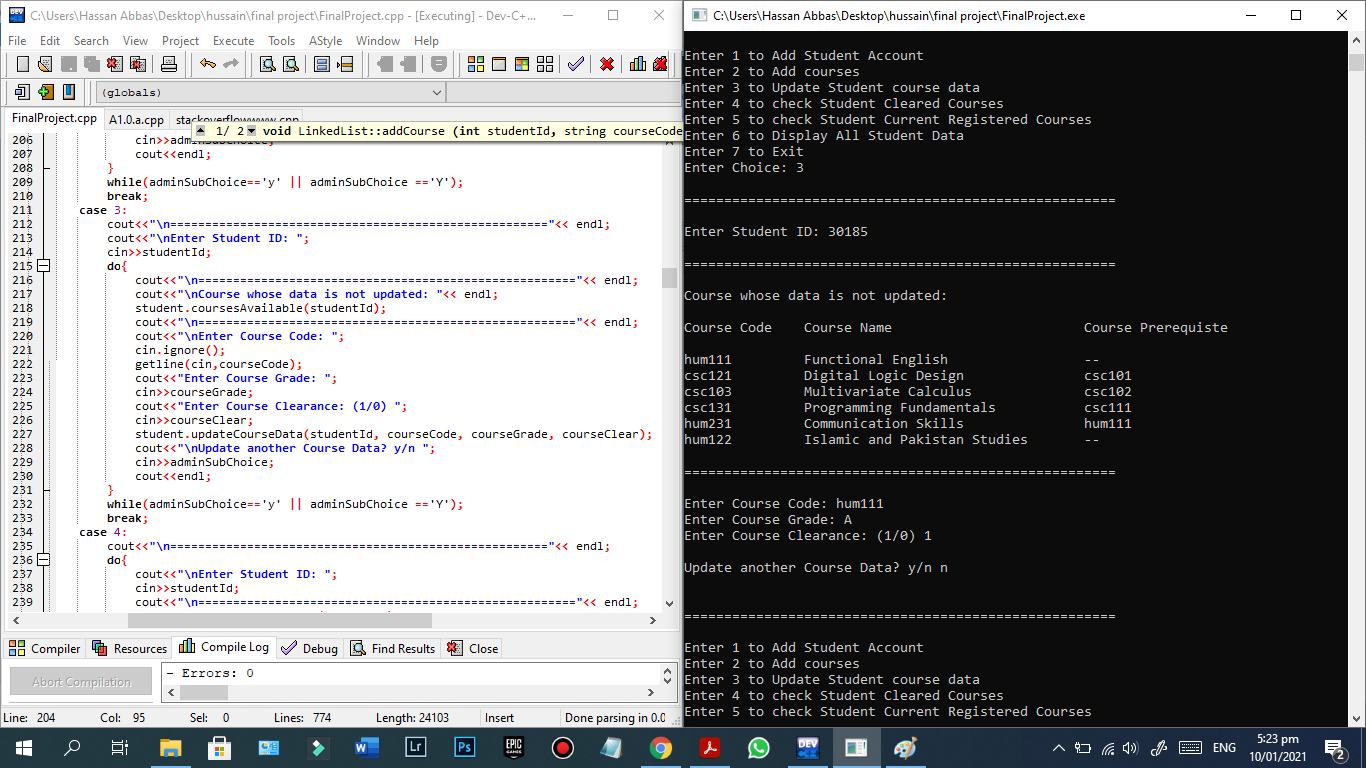 C:\Users\Hassan Abbas\Desktop\hussain\final project\FinalProject.cpp - [Executing] - Dev-C+...
File Edit Search View Project Execute Tools AStyle Window Help
(globals)
FinalProject.cpp A1.0.a.cpp stackoverflowwww.cpp
1/ 2 void LinkedList::addCourse (int studentId, string courseCode
206 cin>>adminSubChoice;
207 cout<<endl;
208 }
209 while(adminSubChoice=='y' || adminSubChoice =='Y');
210 break;
211 case 3:
212 cout<<"\n======================================================"<< endl;
213 cout<<"\nEnter Student ID: ";
214 cin>>studentId;
215 do{
216 cout<<"\n======================================================"<< endl;
217 cout<<"\nCourse whose data is not updated: "<< endl;
218 student.coursesAvailable(studentId);
219 cout<<"\n======================================================"<< endl;
220 cout<<"\nEnter Course Code: ";
221 cin.ignore();
222 getline(cin,courseCode);
223 cout<<"Enter Course Grade: ";
224 cin>>courseGrade;
225 cout<<"Enter Course Clearance: (1/0) ";
226 cin>>courseClear;
227 student.updateCourseData(studentId, courseCode, courseGrade, courseClear);
228 cout<<"\nUpdate another Course Data? y/n ";
229 cin>>adminSubChoice;
230 cout<<endl;
231 }
232 while(adminSubChoice=='y' || adminSubChoice =='Y');
233 break;
234 case 4:
235 cout<<"\n======================================================"<< endl;
236 do{
237 cout<<"\nEnter Student ID: ";
238 cin>>studentId;
239 cout<<"\n======================================================"<< endl;
Compiler Resources Compile Log Debug Find Results Close
Abort Compilation
- Errors: 0
Line: 204 Col: 95 Sel: 0 Lines: 774 Length: 24103 Insert Done parsing in 0.0
C:\Users\Hassan Abbas\Desktop\hussain\final project\FinalProject.exe
Enter 1 to Add Student Account
Enter 2 to Add courses
Enter 3 to Update Student course data
Enter 4 to check Student Cleared Courses
Enter 5 to check Student Current Registered Courses
Enter 6 to Display All Student Data
Enter 7 to Exit
Enter Choice: 3
======================================================
Enter Student ID: 30185
======================================================
Course whose data is not updated:
Course Code Course Name Course Prerequiste
hum111 Functional English --
csc121 Digital Logic Design csc101
csc103 Multivariate Calculus csc102
csc131 Programming Fundamentals csc111
hum231 Communication Skills hum111
hum122 Islamic and Pakistan Studies --
======================================================
Enter Course Code: hum111
Enter Course Grade: A
Enter Course Clearance: (1/0) 1
Update another Course Data? y/n n
======================================================
Enter 1 to Add Student Account
Enter 2 to Add courses
Enter 3 to Update Student course data
Enter 4 to check Student Cleared Courses
Enter 5 to check Student Current Registered Courses
W Lr Ps EPIC GAMES DEV ENG
5:23 pm
10/01/2021
2